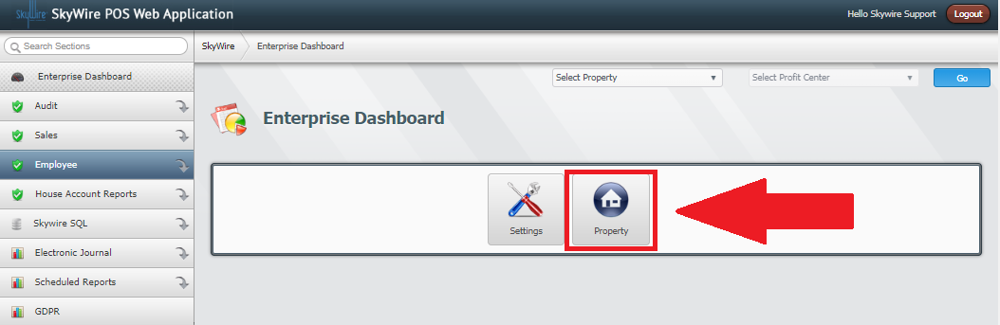 SkyWire
SkyWire POS Web Application
Hello Skywire Support
Logout
Search Sections
SkyWire
Enterprise Dashboard
Enterprise Dashboard
Audit
Sales
Employee
House Account Reports
Skywire SQL
Electronic Journal
Scheduled Reports
GDPR
Select Property
Select Profit Center
Go
Enterprise Dashboard
Settings
Property